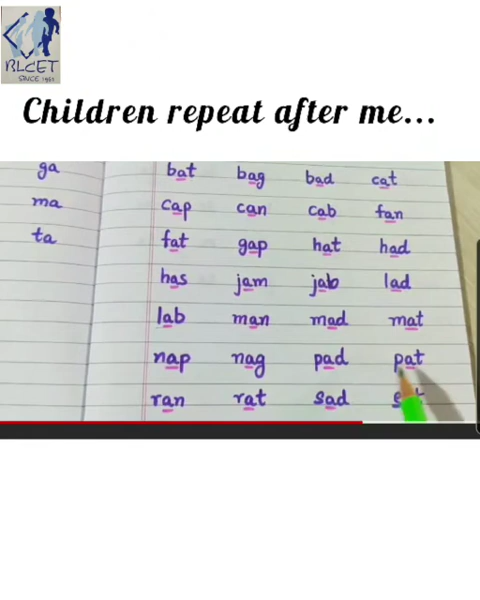 BLCET
SINCE 1961
Children repeat after me...
ga
ma
ta
bat bag bad cat
cap can cab fan
fat gap hat had
has jam jab lad
lab man mad mat
nap nag pad pat
ran rat sad